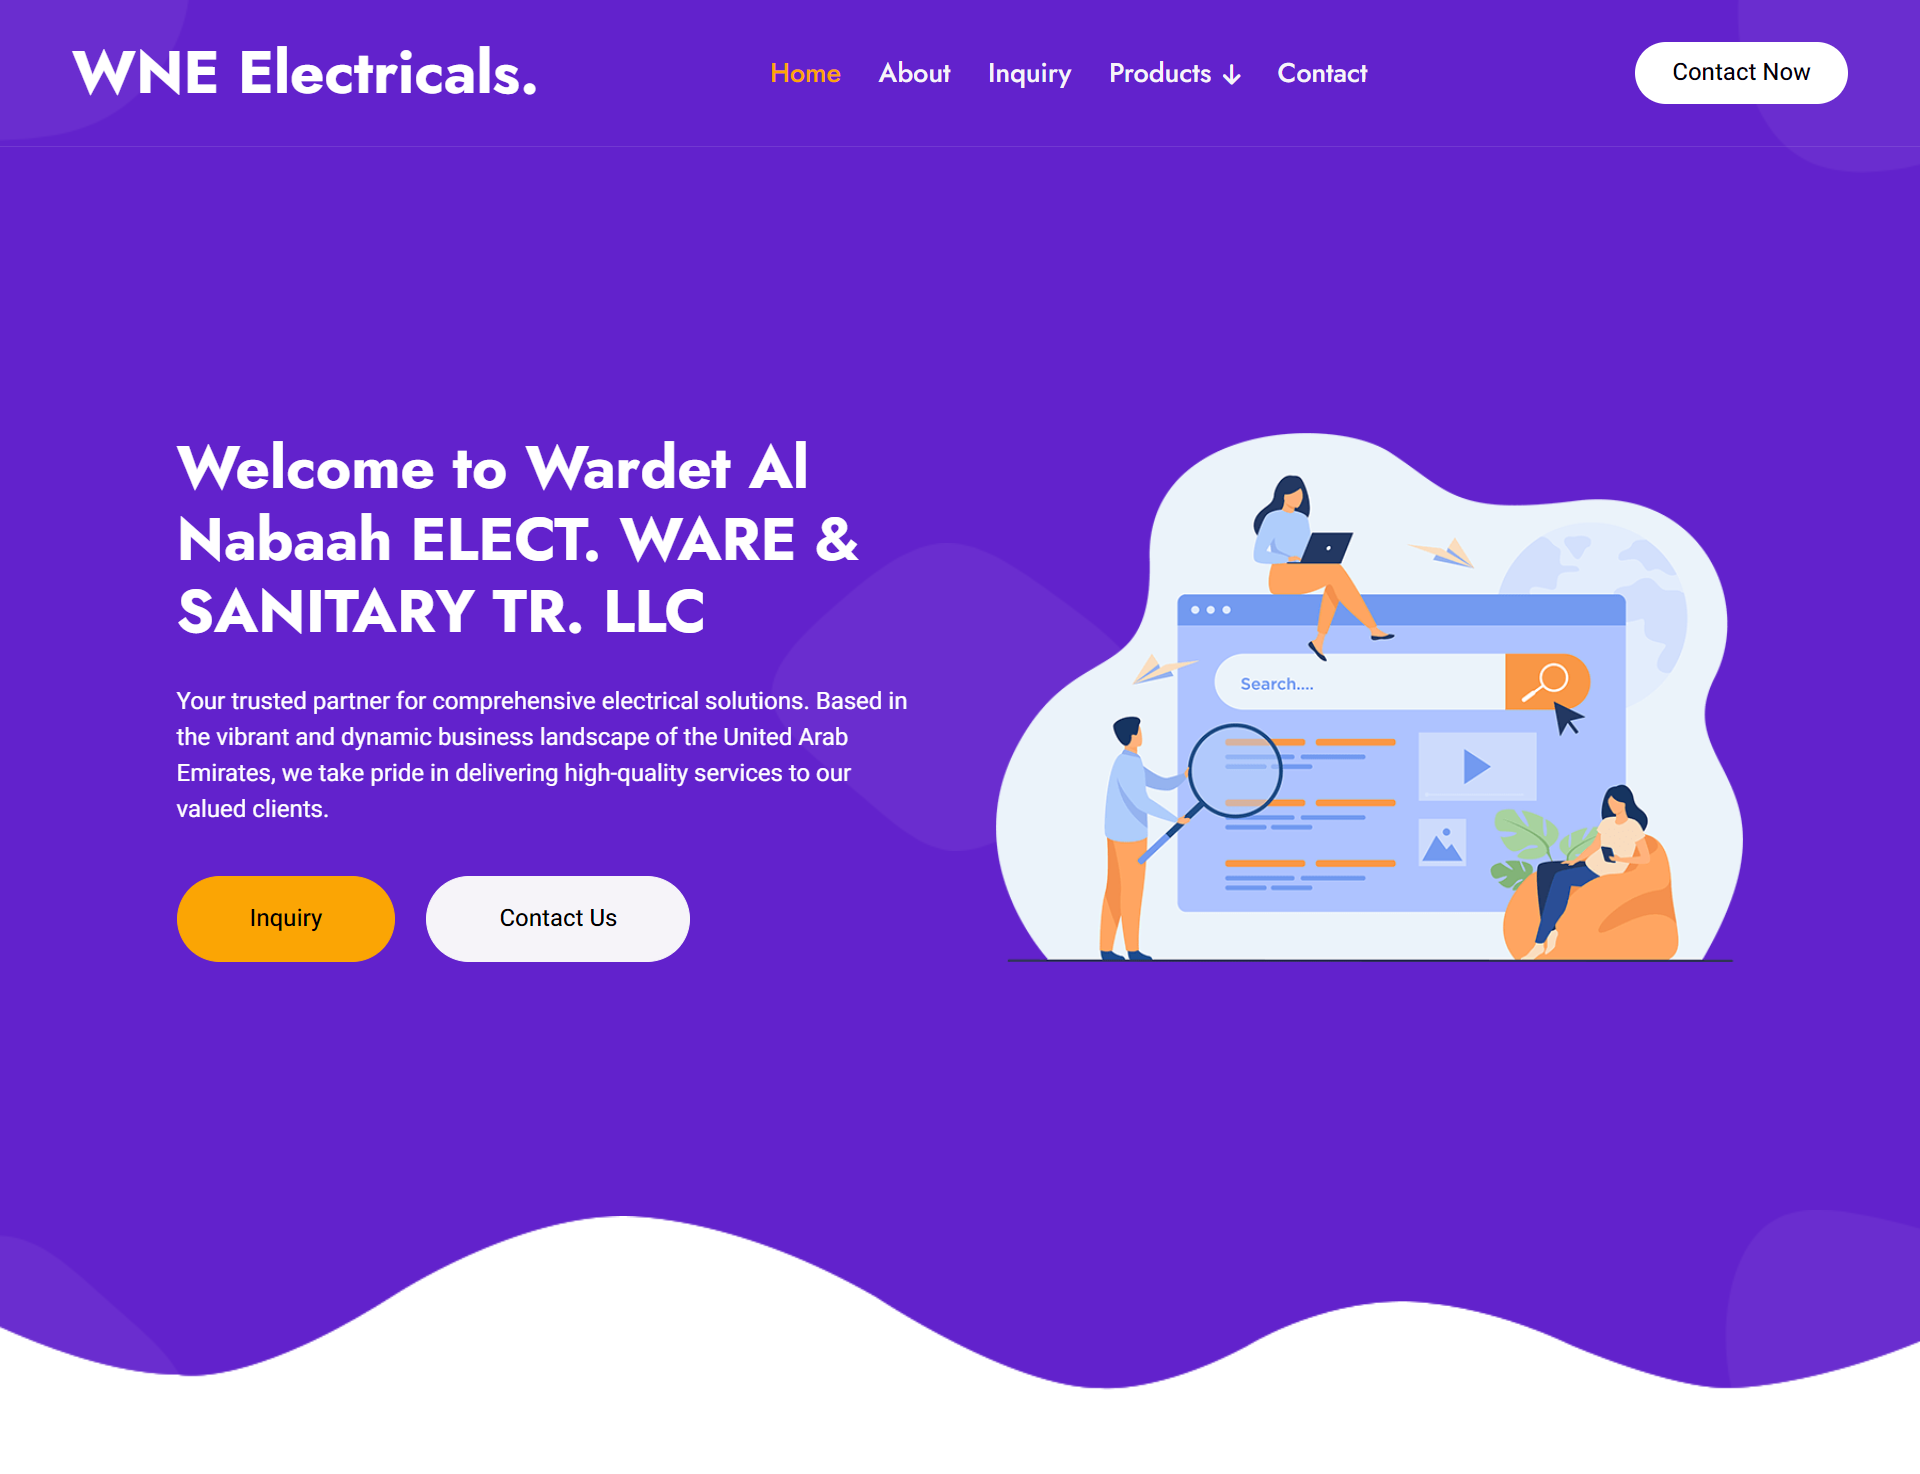 WNE Electricals.
Home About Inquiry Products Contact
Contact Now
Welcome to Wardet Al
Nabaah ELECT. WARE &
SANITARY TR. LLC
Your trusted partner for comprehensive electrical solutions. Based in
the vibrant and dynamic business landscape of the United Arab
Emirates, we take pride in delivering high-quality services to our
valued clients.
Inquiry
Contact Us
Search....